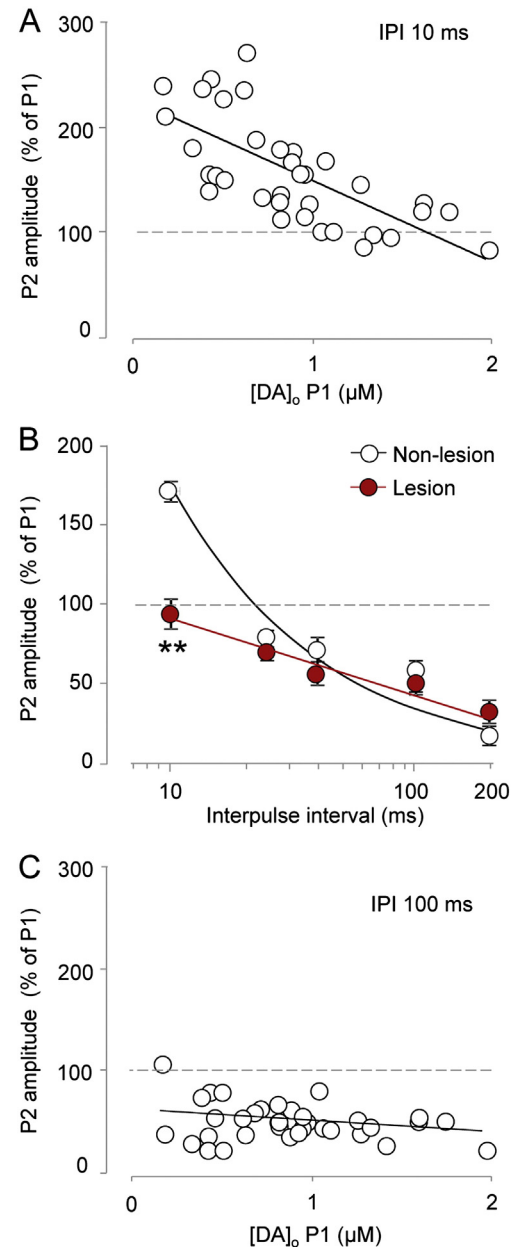 A
IPI 10 ms
P2 amplitude (% of P1)
300
200
100
0
0 1 2
[DA]o P1 (µM)
B
Non-lesion
Lesion
P2 amplitude (% of P1)
200
150
100
50
0
**
10 100 200
Interpulse interval (ms)
C
IPI 100 ms
P2 amplitude (% of P1)
300
200
100
0
0 1 2
[DA]o P1 (µM)